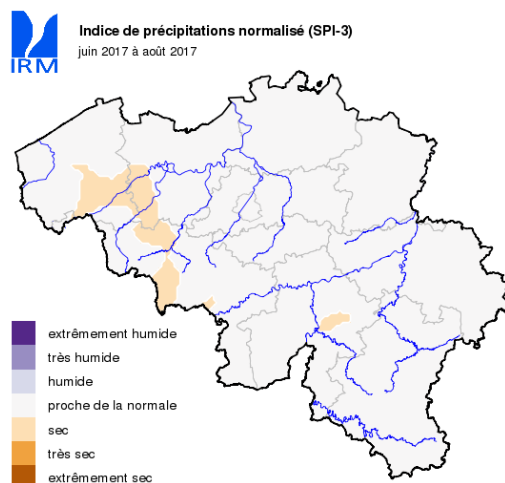 Indice de précipitations normalisé (SPI-3)
juin 2017 à août 2017
IRM
extrêmement humide
très humide
humide
proche de la normale
sec
très sec
extrêmement sec